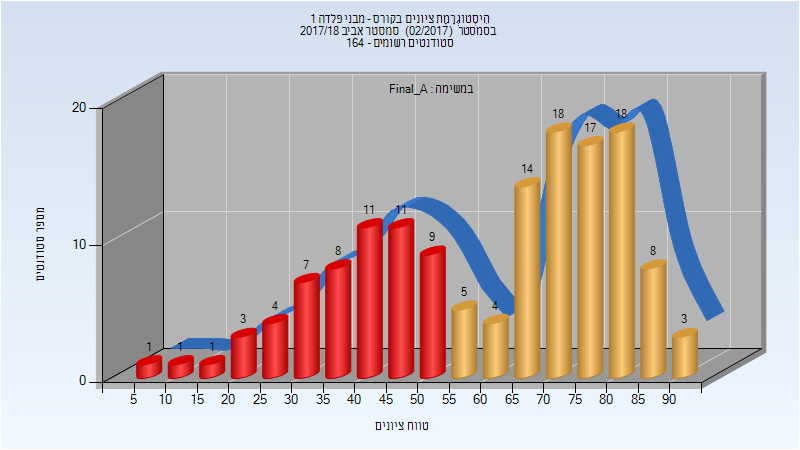 היסטוגרמת ציונים בקורס - מבני פלדה 1
בסמסטר (02/2017) סמסטר אביב 2017/18
סטודנטים רשומים - 164
במשימה : Final_A
מספר סטודנטים
20
10
0
1 1 1 3 4 7 8 11 11 9 5 4 14 18 17 18 8 3
5 10 15 20 25 30 35 40 45 50 55 60 65 70 75 80 85 90
טווח ציונים